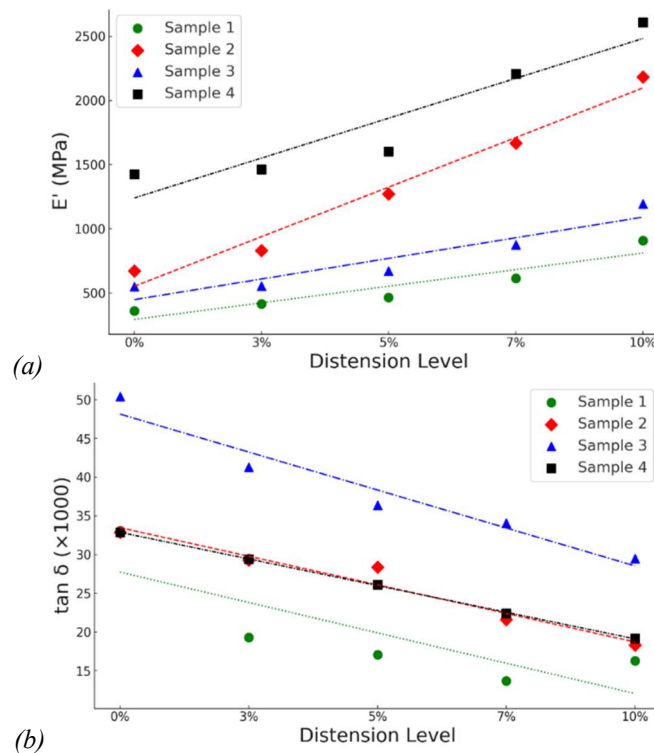 Sample 1
Sample 2
Sample 3
Sample 4
2500
2000
1500
1000
500
E' (MPa)
0% 3% 5% 7% 10%
Distension Level
(a)
Sample 1
Sample 2
Sample 3
Sample 4
50
45
40
35
30
25
20
15
tan δ (×1000)
0% 3% 5% 7% 10%
Distension Level
(b)